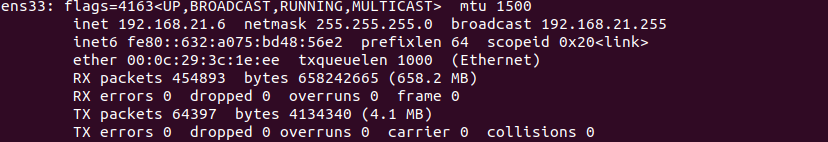 ens33: flags=4163<UP,BROADCAST,RUNNING,MULTICAST>  mtu 1500
        inet 192.168.21.6  netmask 255.255.255.0  broadcast 192.168.21.255
        inet6 fe80::632:a075:bd48:56e2  prefixlen 64  scopeid 0x20<link>
        ether 00:0c:29:3c:1e:ee  txqueuelen 1000  (Ethernet)
        RX packets 454893  bytes 658242665 (658.2 MB)
        RX errors 0  dropped 0  overruns 0  frame 0
        TX packets 64397  bytes 4134340 (4.1 MB)
        TX errors 0  dropped 0 overruns 0  carrier 0  collisions 0